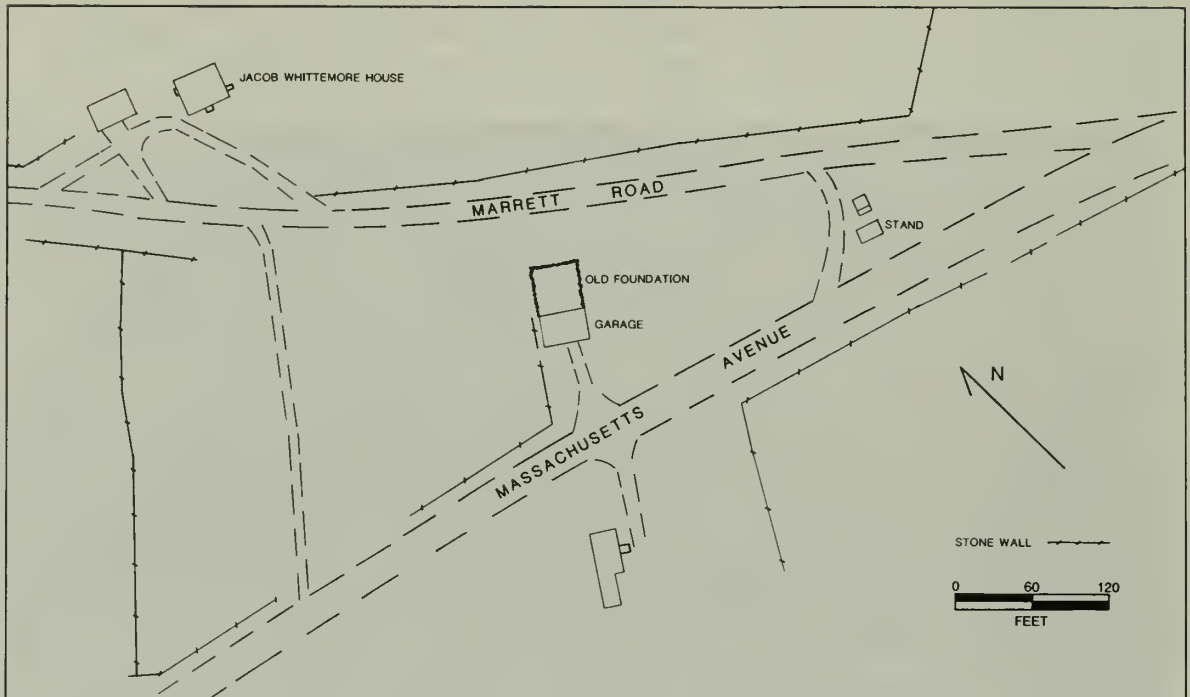 JACOB WHITTEMORE HOUSE
MARRETT ROAD
STAND
OLD FOUNDATION
GARAGE
MASSACHUSETTS AVENUE
N
STONE WALL
0 60 120
FEET